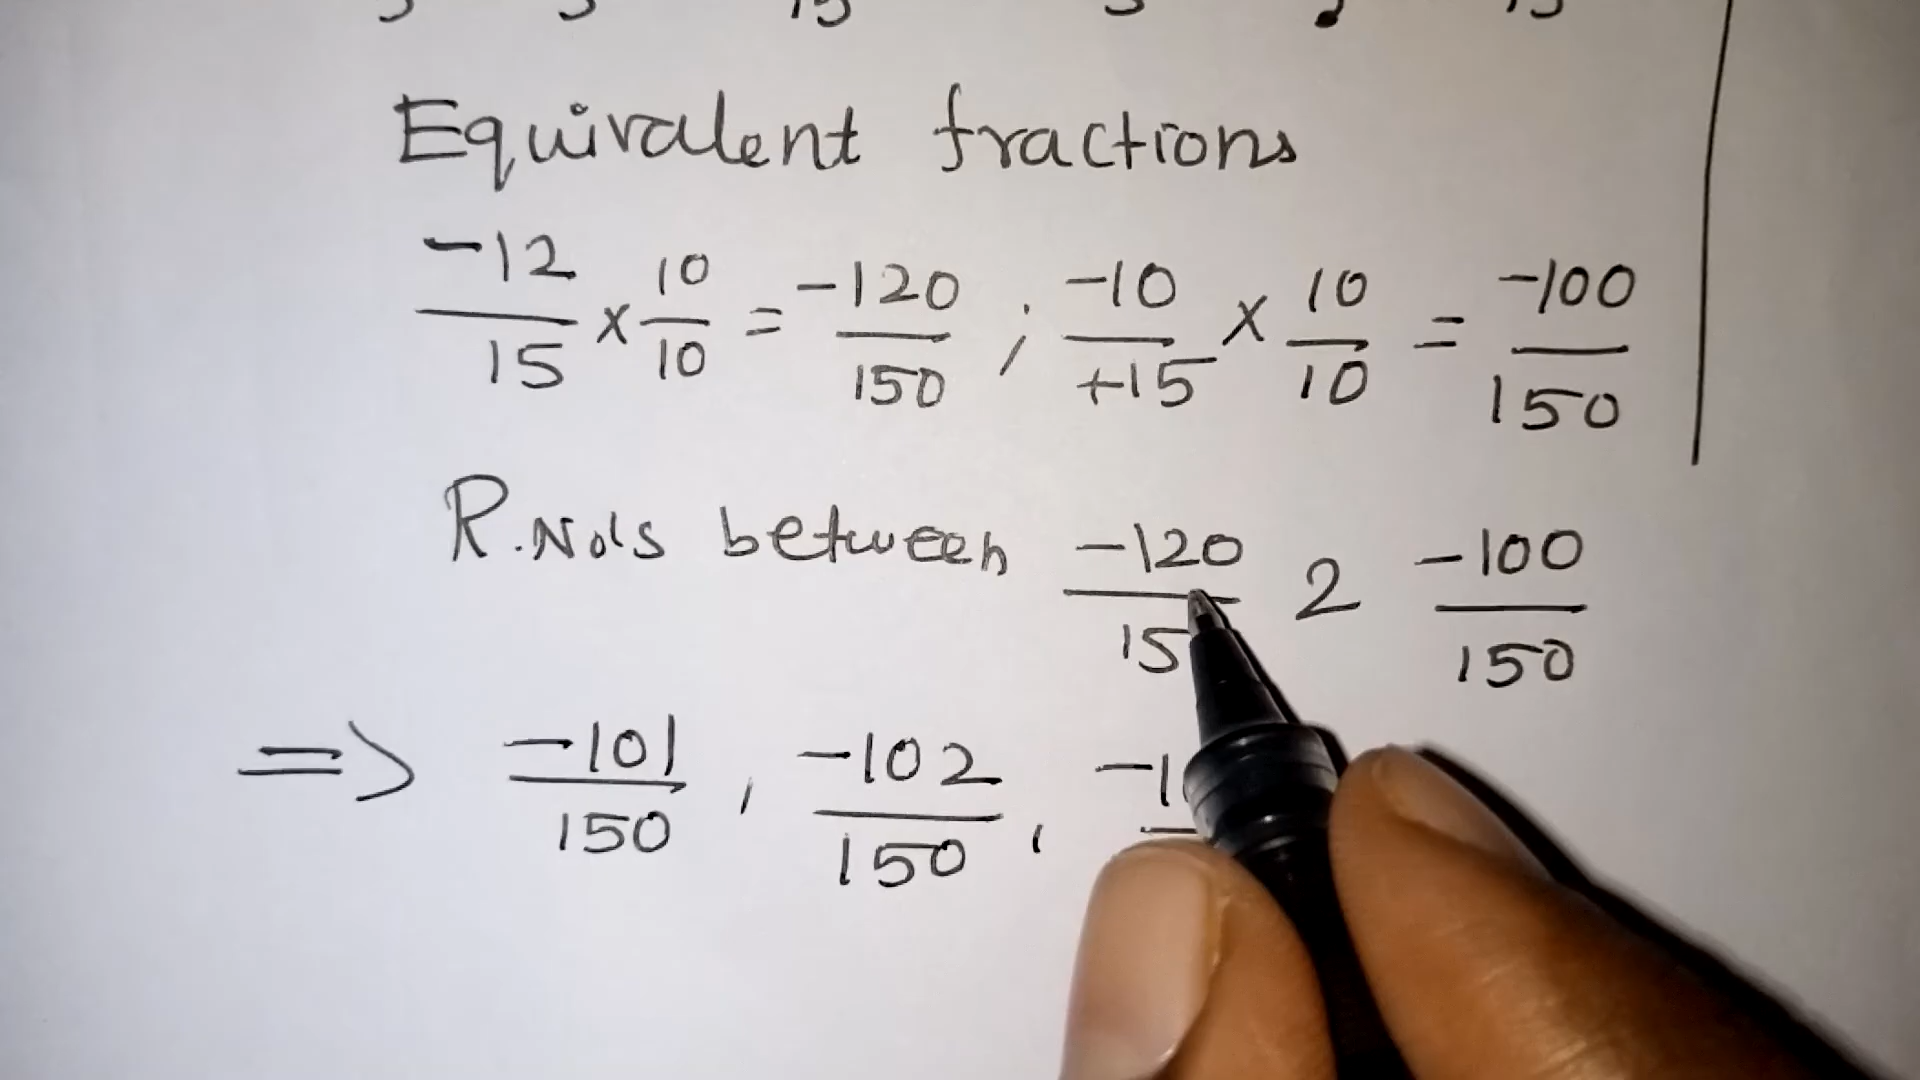 Equivalent fractions
-12/15 × 10/10 = -120/150 ; -10/+15 × 10/10 = -100/150
R.No's between -120/15 2 -100/150
=> -101/150 , -102/150 ,